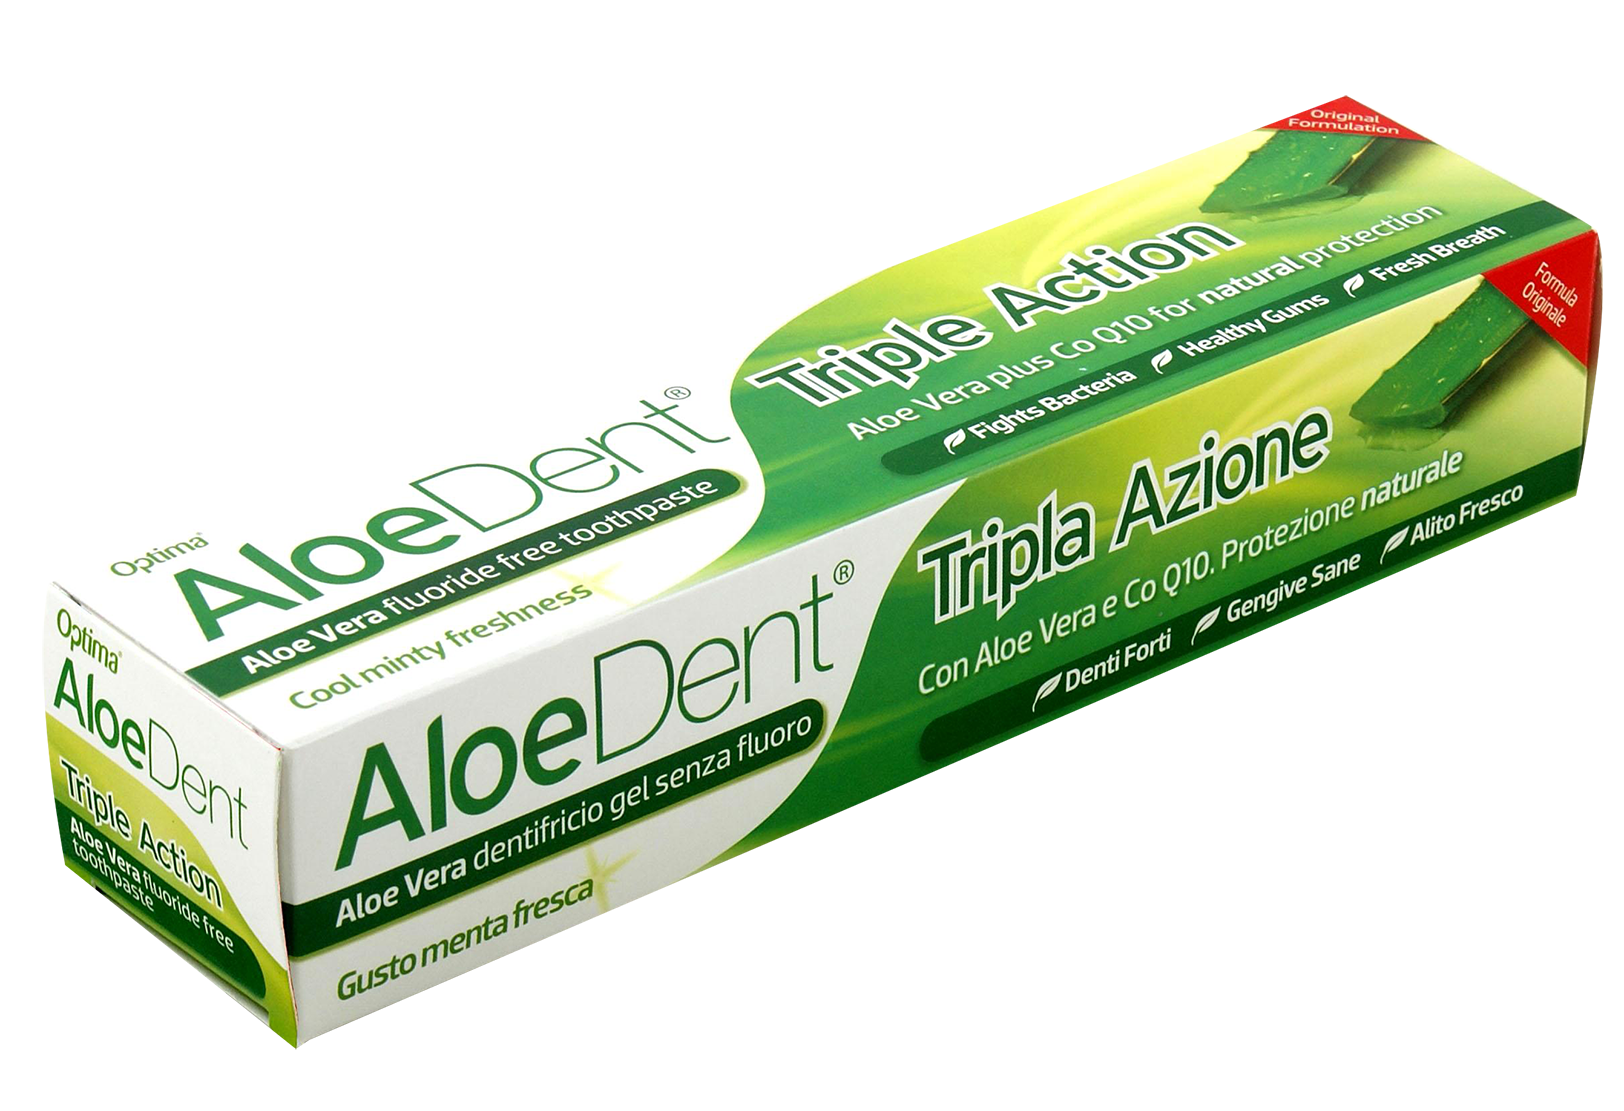 Original
Formulation
Triple Action
Aloe Vera plus Co Q10 for natural protection
Fights Bacteria Healthy Gums Fresh Breath
Optima®
AloeDent®
Aloe Vera fluoride free toothpaste
Cool minty freshness
Formula
Originale
Tripla Azione
Con Aloe Vera e Co Q10. Protezione naturale
Denti Forti Gengive Sane Alito Fresco
AloeDent®
Aloe Vera dentifricio gel senza fluoro
Gusto menta fresca
Optima®
AloeDent
Triple Action
Aloe Vera fluoride free
toothpaste